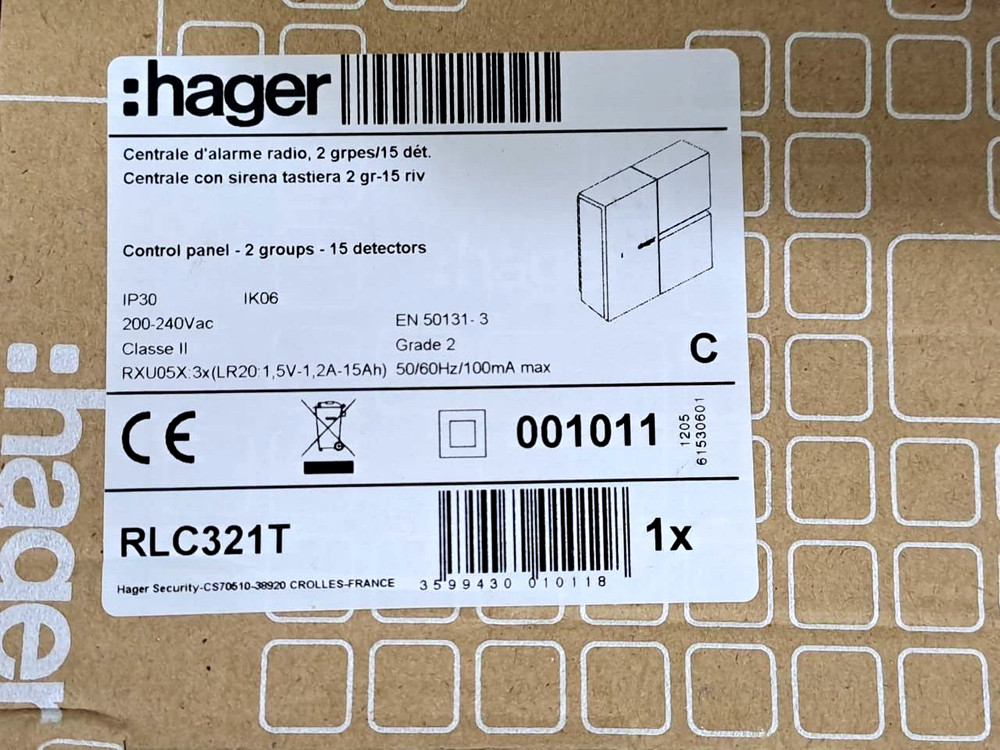 :hager
Centrale d'alarme radio, 2 grpes/15 dét.
Centrale con sirena tastiera 2 gr-15 riv
Control panel - 2 groups - 15 detectors
IP30 IK06
200-240Vac EN 50131- 3
Classe II Grade 2
RXU05X:3x(LR20:1,5V-1,2A-15Ah) 50/60Hz/100mA max
C
CE
001011
1205
61530601
RLC321T
1x
Hager Security-CS70510-38920 CROLLES-FRANCE
3599430 010118
:hager